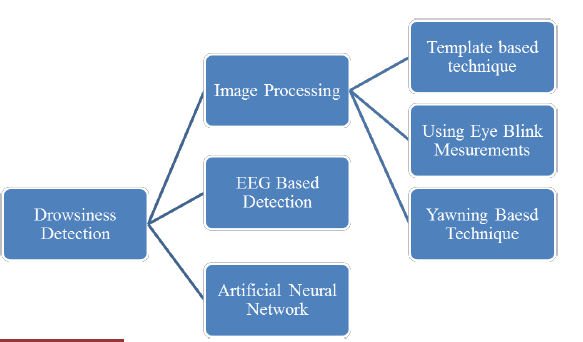 Template based
technique
Image Processing
Using Eye Blink
Mesurements
EEG Based
Detection
Yawning Baesd
Technique
Drowsiness
Detection
Artificial Neural
Network